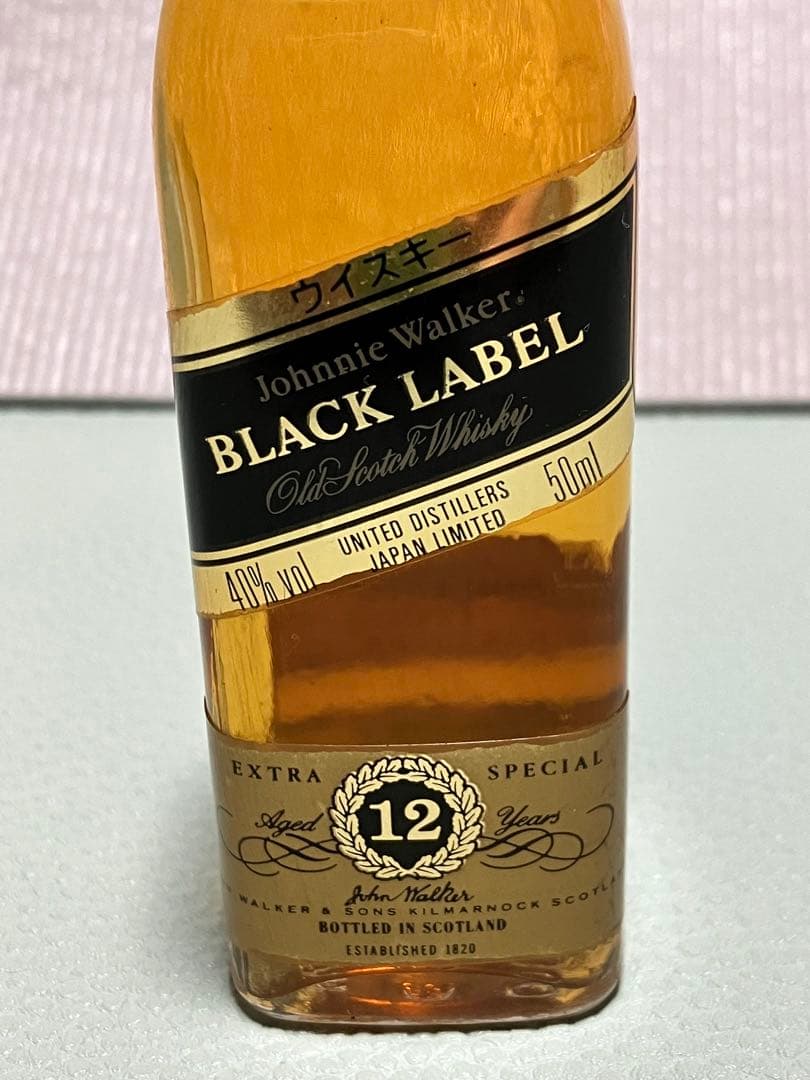 ウイスキー
Johnnie Walker
BLACK LABEL
Old Scotch Whisky
40% vol
UNITED DISTILLERS
JAPAN LIMITED
50ml
EXTRA SPECIAL
Aged 12 Years
John Walker
WALKER & SONS KILMARNOCK
BOTTLED IN SCOTLAND
ESTABLISHED 1820